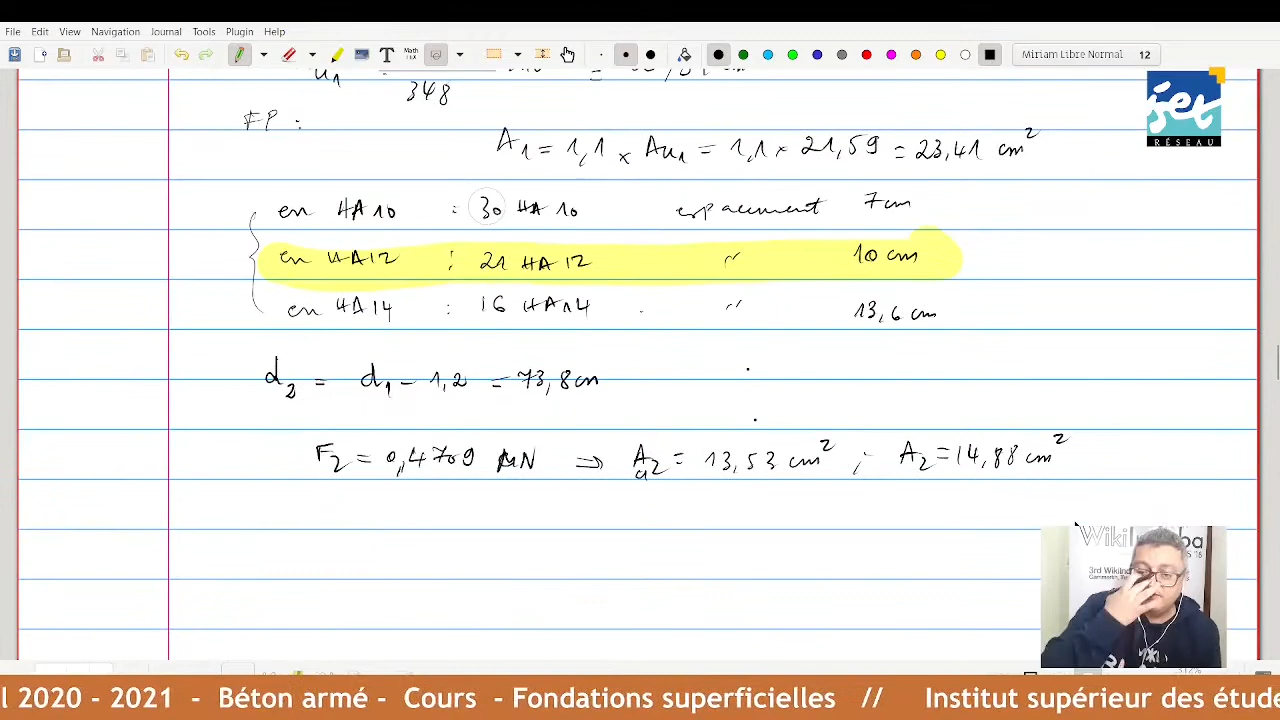 File Edit View Navigation Journal Tools Plugin Help
Miriam Libre Normal 12
348
iset
RÉSEAU
FP :
A1 = 1,1 x Au1 = 1,1 x 21,59 = 23,41 cm²
en HA10 : 30 HA 10 espacement 7 cm
en HA12 : 21 HA 12 〃 10 cm
en HA14 : 16 HA14 〃 13,6 cm
d2 = d1 - 1,2 = 73,8 cm
F2 = 0,4709 MN => Au2 = 13,53 cm² ; A2 = 14,88 cm²
3rd
l 2020 - 2021 - Béton armé - Cours - Fondations superficielles // Institut supérieur des étude